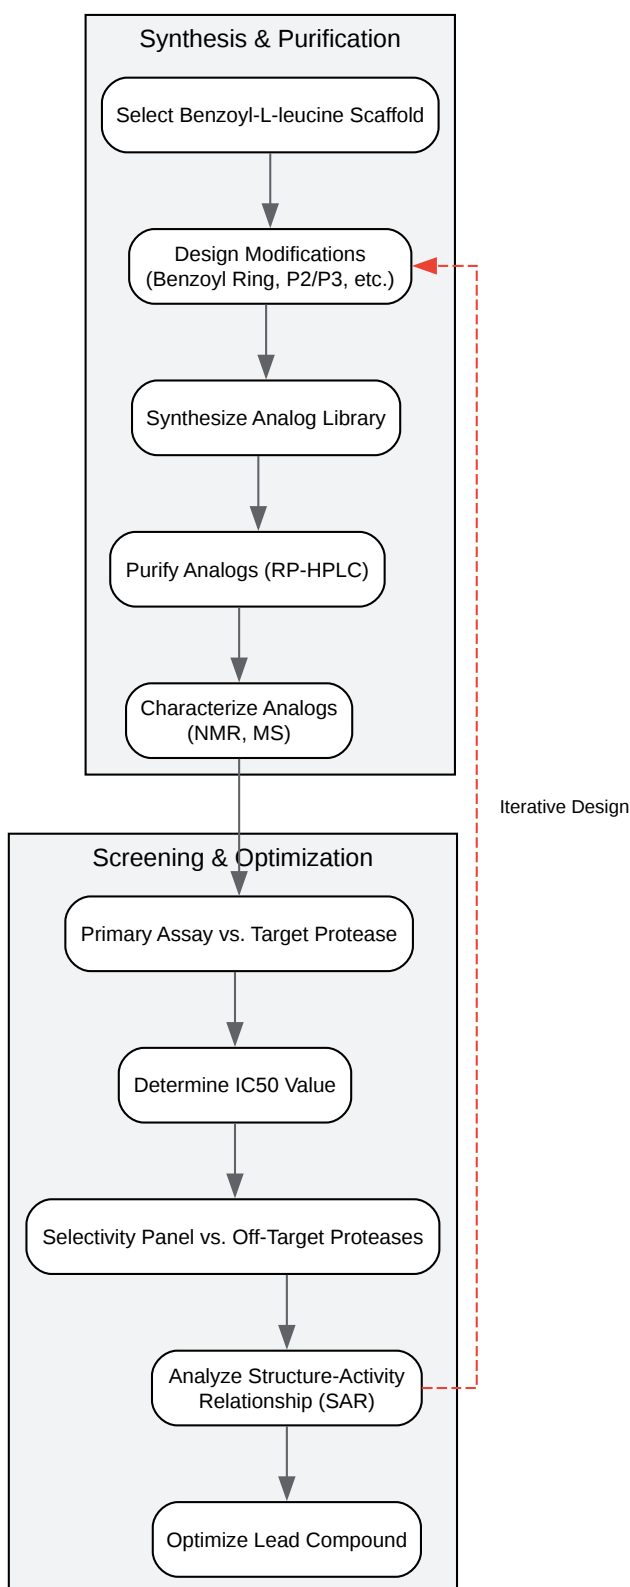 Synthesis & Purification
Select Benzoyl-L-leucine Scaffold
Design Modifications
(Benzoyl Ring, P2/P3, etc.)
Synthesize Analog Library
Purify Analogs (RP-HPLC)
Characterize Analogs
(NMR, MS)
Iterative Design
Screening & Optimization
Primary Assay vs. Target Protease
Determine IC50 Value
Selectivity Panel vs. Off-Target Proteases
Analyze Structure-Activity
Relationship (SAR)
Optimize Lead Compound